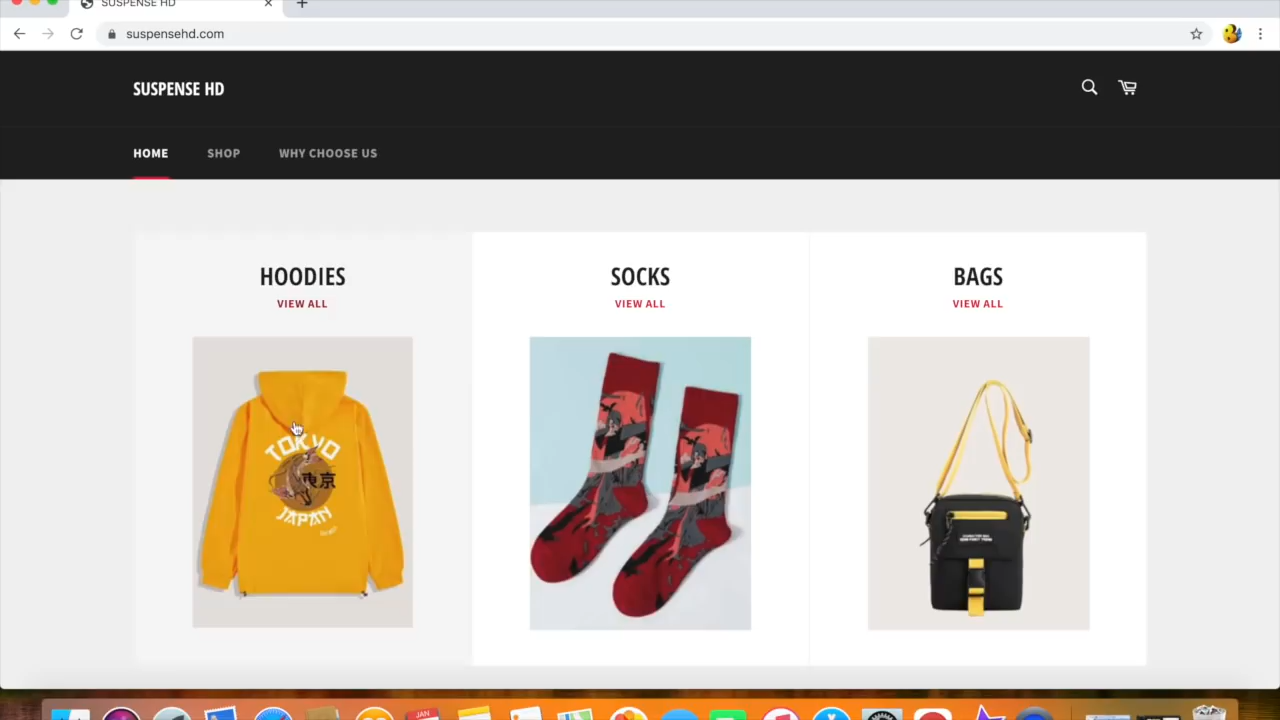 SUSPENSE HD
suspensehd.com
SUSPENSE HD
HOME SHOP WHY CHOOSE US
HOODIES SOCKS BAGS
VIEW ALL VIEW ALL VIEW ALL
TOKYO
東京
JAPAN
JAN